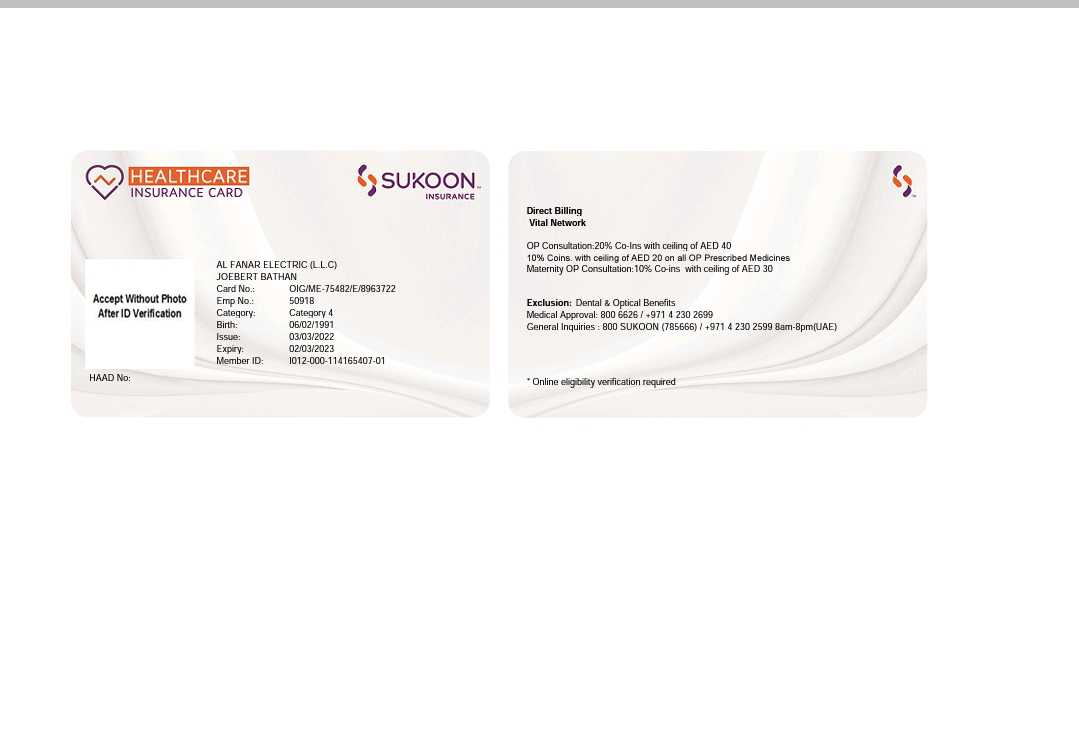 HEALTHCARE
INSURANCE CARD
SUKOON™
INSURANCE
Accept Without Photo
After ID Verification
AL FANAR ELECTRIC (L.L.C)
JOEBERT BATHAN
Card No.: OIG/ME-75482/E/8963722
Emp No.: 50918
Category: Category 4
Birth: 06/02/1991
Issue: 03/03/2022
Expiry: 02/03/2023
Member ID: I012-000-114165407-01
HAAD No:
Direct Billing
Vital Network
OP Consultation:20% Co-Ins with ceiling of AED 40
10% Coins. with ceiling of AED 20 on all OP Prescribed Medicines
Maternity OP Consultation:10% Co-ins with ceiling of AED 30
Exclusion: Dental & Optical Benefits
Medical Approval: 800 6626 / +971 4 230 2699
General Inquiries : 800 SUKOON (785666) / +971 4 230 2599 8am-8pm(UAE)
* Online eligibility verification required